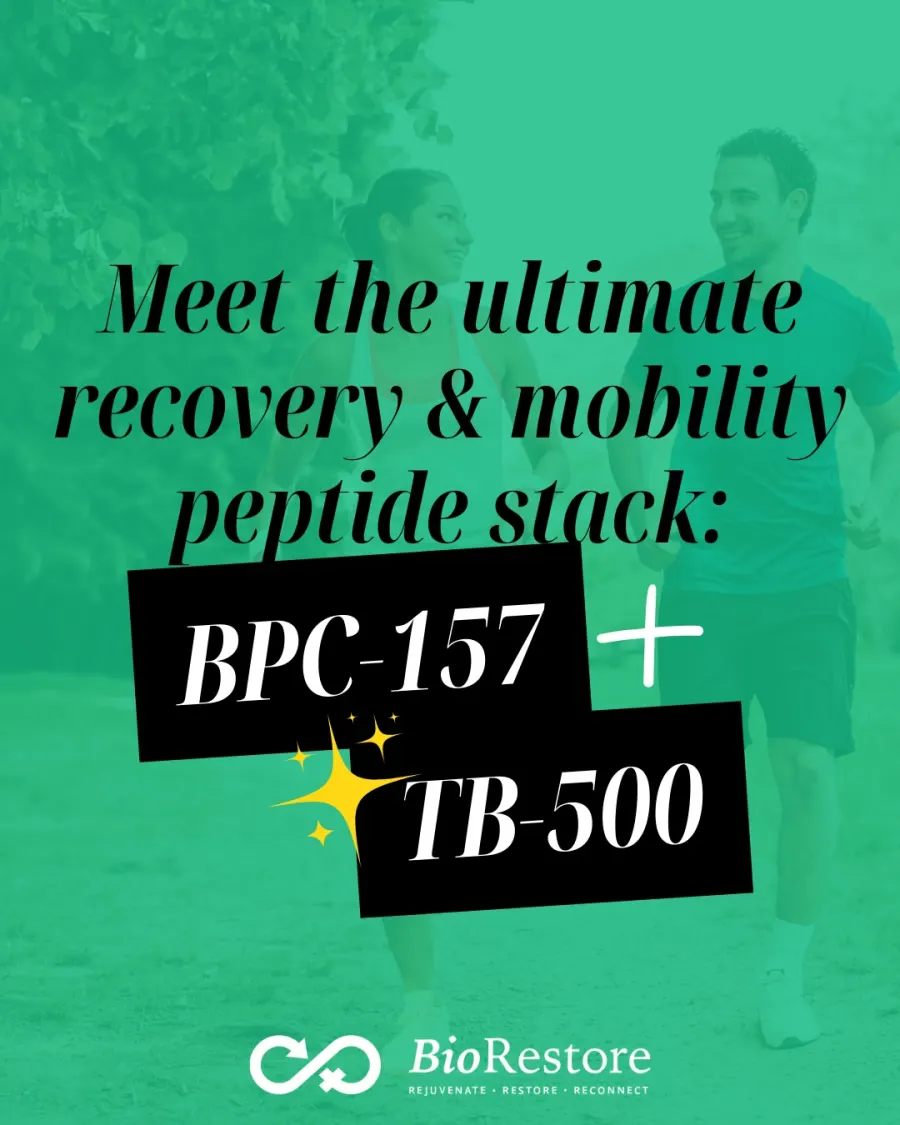 Meet the ultimate
recovery & mobility
peptide stack:
BPC-157 +
TB-500
BioRestore
REJUVENATE • RESTORE • RECONNECT